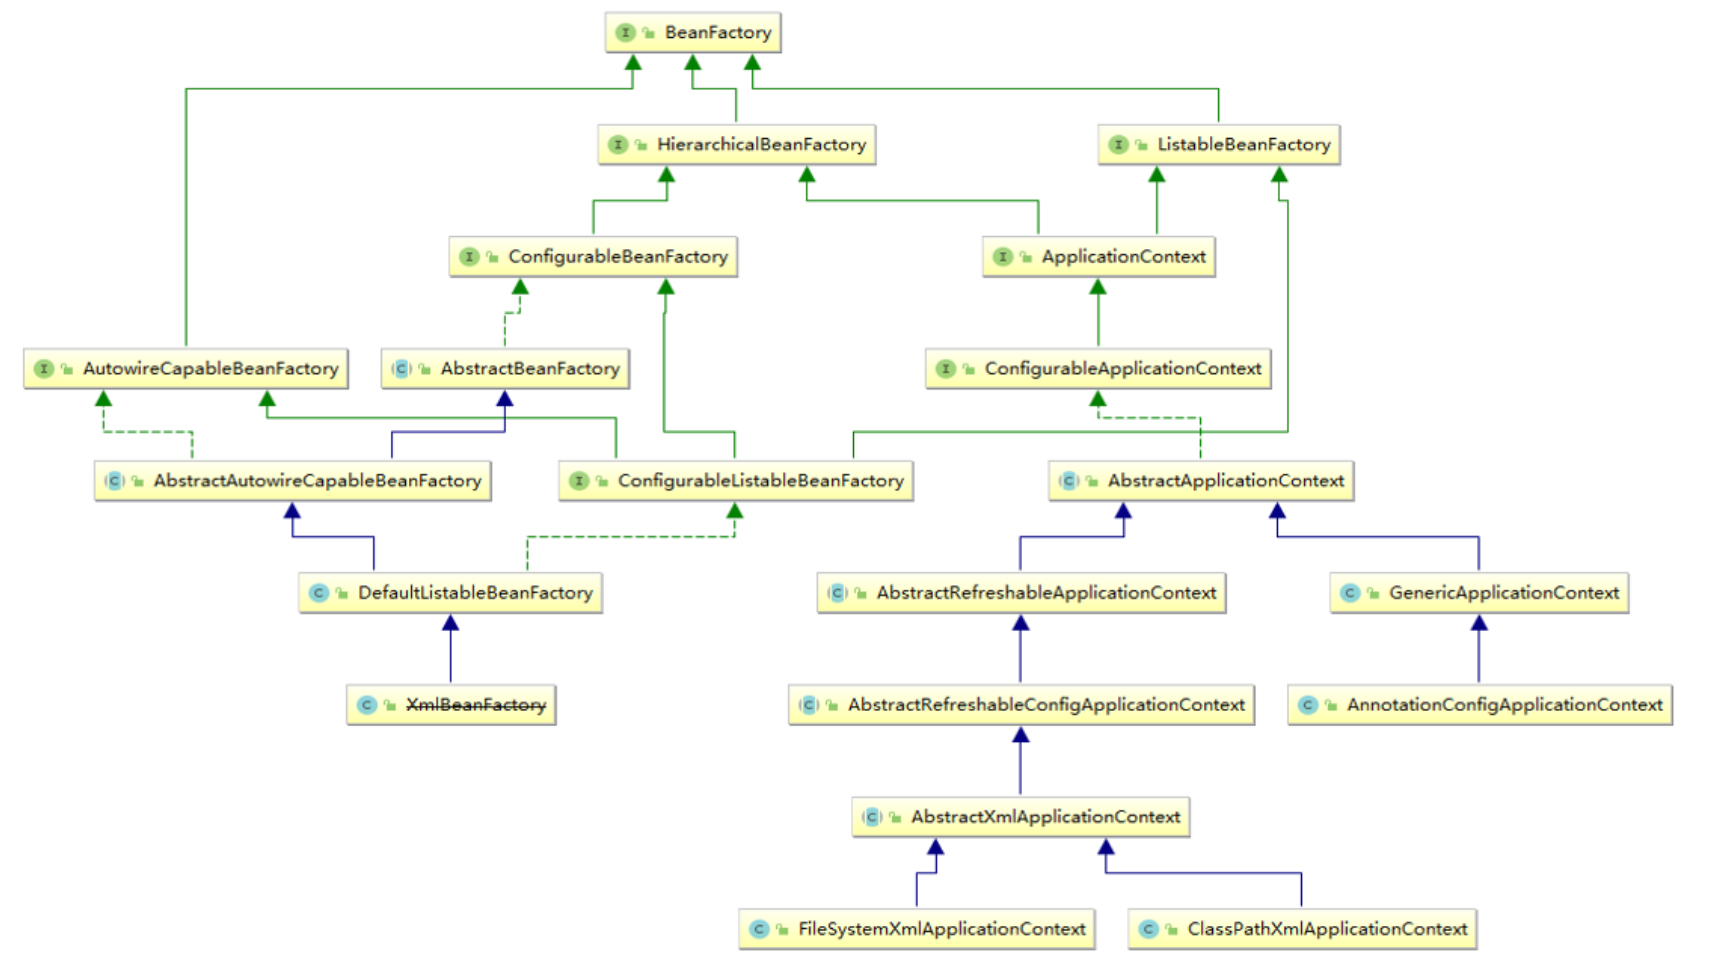 BeanFactory
HierarchicalBeanFactory
ListableBeanFactory
ConfigurableBeanFactory
ApplicationContext
AutowireCapableBeanFactory
AbstractBeanFactory
ConfigurableApplicationContext
AbstractAutowireCapableBeanFactory
ConfigurableListableBeanFactory
AbstractApplicationContext
DefaultListableBeanFactory
AbstractRefreshableApplicationContext
GenericApplicationContext
XmlBeanFactory
AbstractRefreshableConfigApplicationContext
AnnotationConfigApplicationContext
AbstractXmlApplicationContext
FileSystemXmlApplicationContext
ClassPathXmlApplicationContext